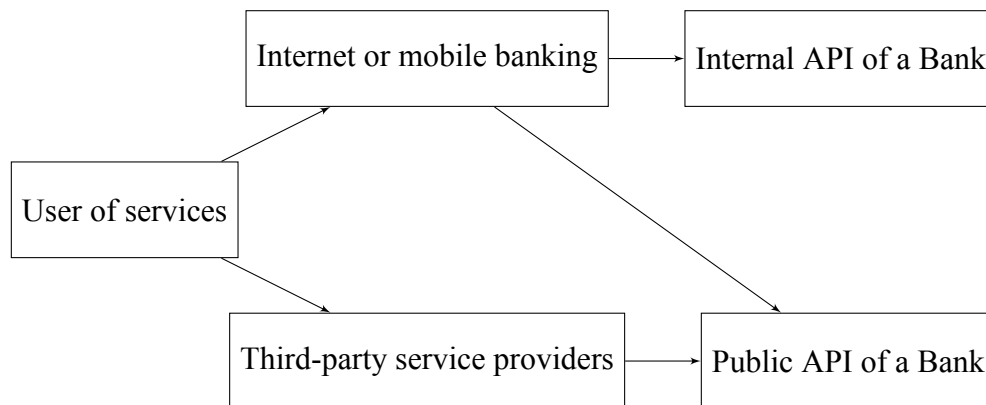 Internet or mobile banking
Internal API of a Bank
User of services
Third-party service providers
Public API of a Bank